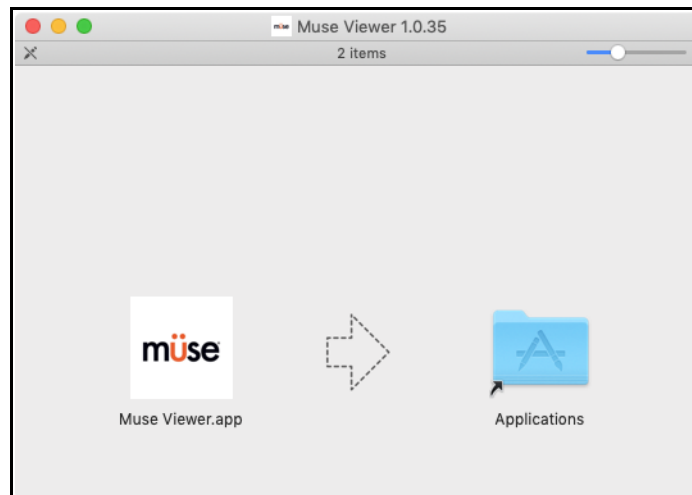 Muse Viewer 1.0.35
2 items
müse
Muse Viewer.app
Applications